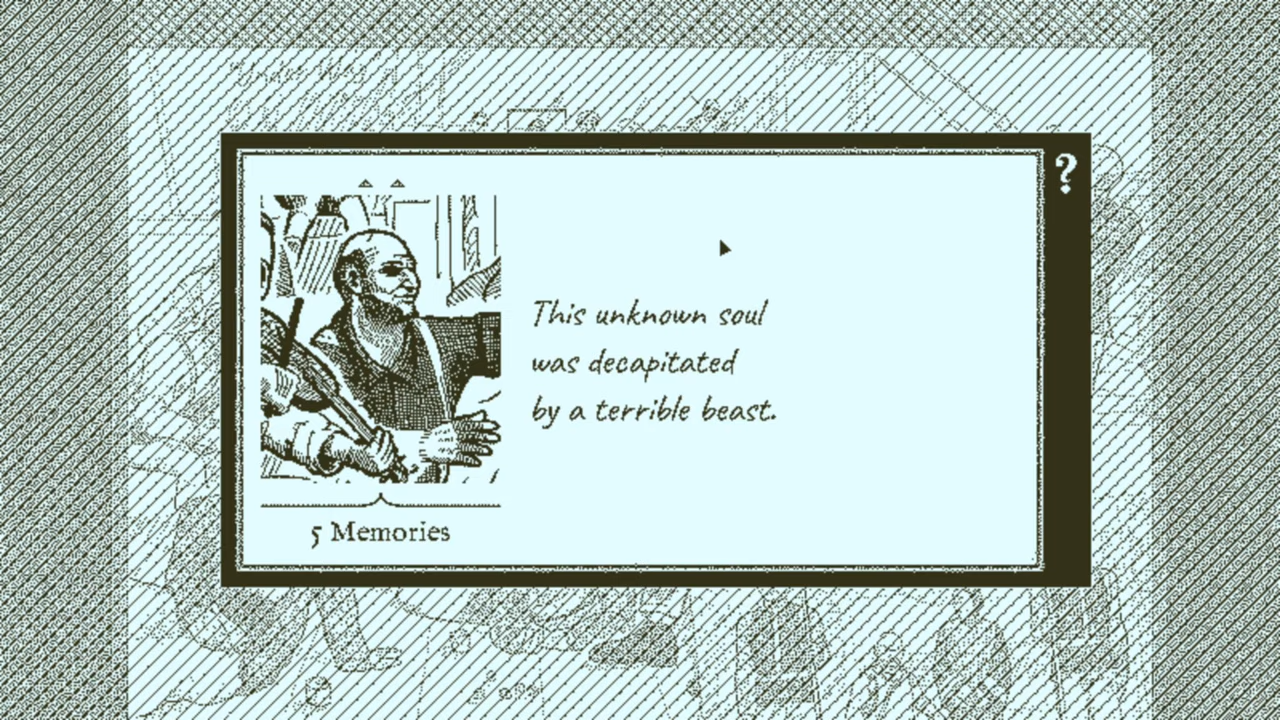 ?
This unknown soul
was decapitated
by a terrible beast.
5 Memories